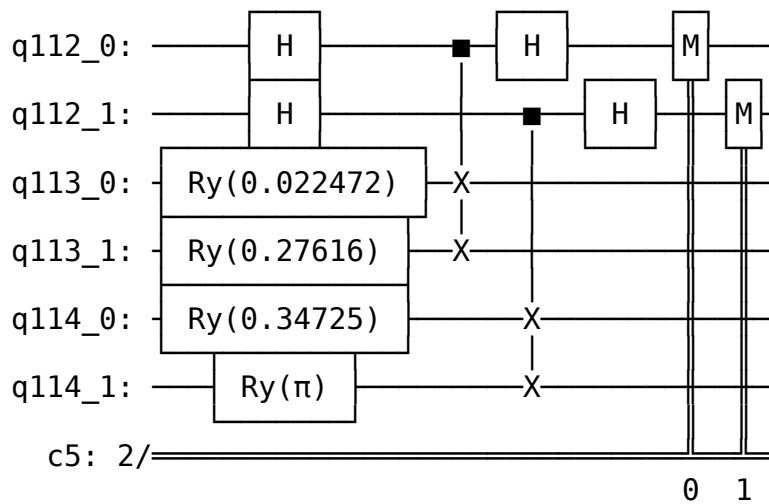 q112_0: H H M
q112_1: H H M
q113_0: Ry(0.022472) X
q113_1: Ry(0.27616) X
q114_0: Ry(0.34725) X
q114_1: Ry(π) X
c5: 2/
0 1